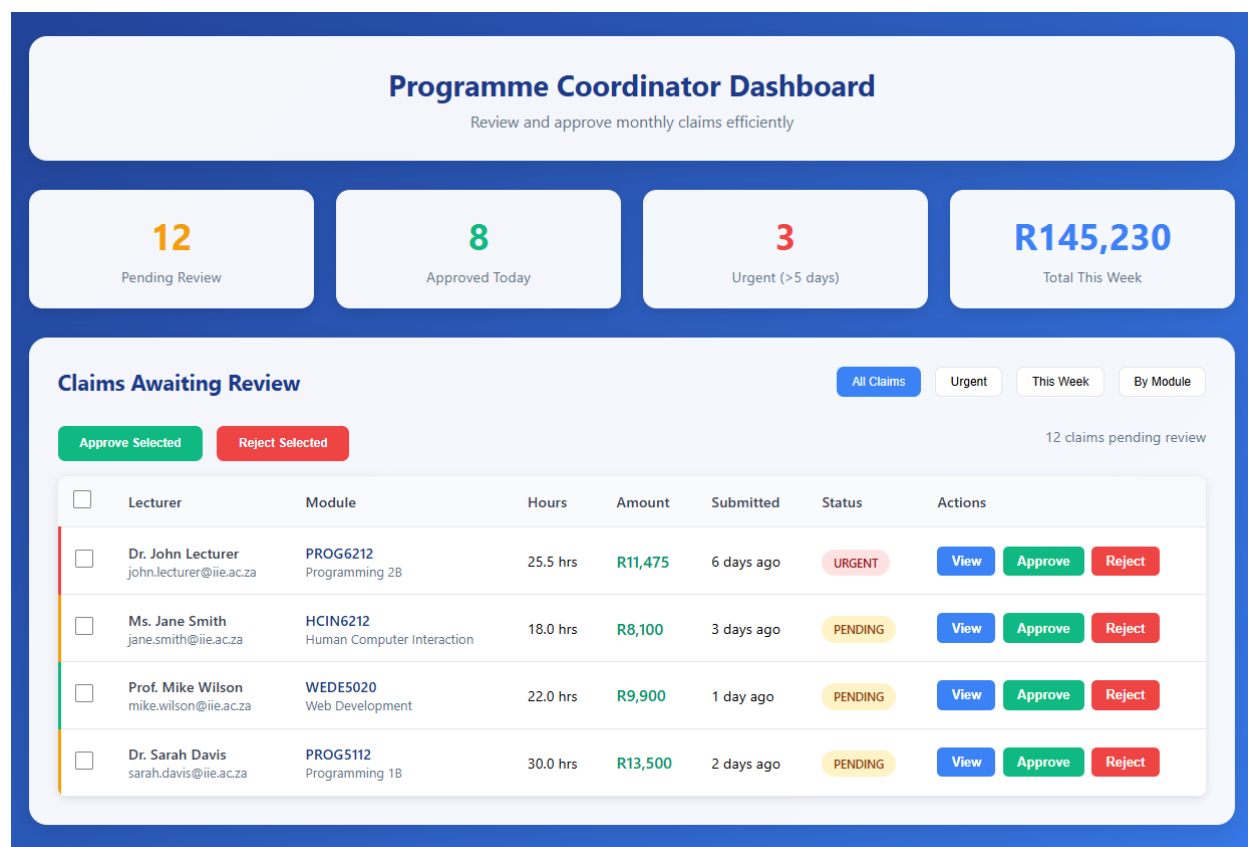 Programme Coordinator Dashboard
Review and approve monthly claims efficiently
12
Pending Review
8
Approved Today
3
Urgent (>5 days)
R145,230
Total This Week
Claims Awaiting Review
All Claims Urgent This Week By Module
Approve Selected Reject Selected
12 claims pending review
Lecturer Module Hours Amount Submitted Status Actions
Dr. John Lecturer PROG6212
john.lecturer@iie.ac.za Programming 2B
25.5 hrs R11,475 6 days ago URGENT View Approve Reject
Ms. Jane Smith HCIN6212
jane.smith@iie.ac.za Human Computer Interaction
18.0 hrs R8,100 3 days ago PENDING View Approve Reject
Prof. Mike Wilson WEDE5020
mike.wilson@iie.ac.za Web Development
22.0 hrs R9,900 1 day ago PENDING View Approve Reject
Dr. Sarah Davis PROG5112
sarah.davis@iie.ac.za Programming 1B
30.0 hrs R13,500 2 days ago PENDING View Approve Reject